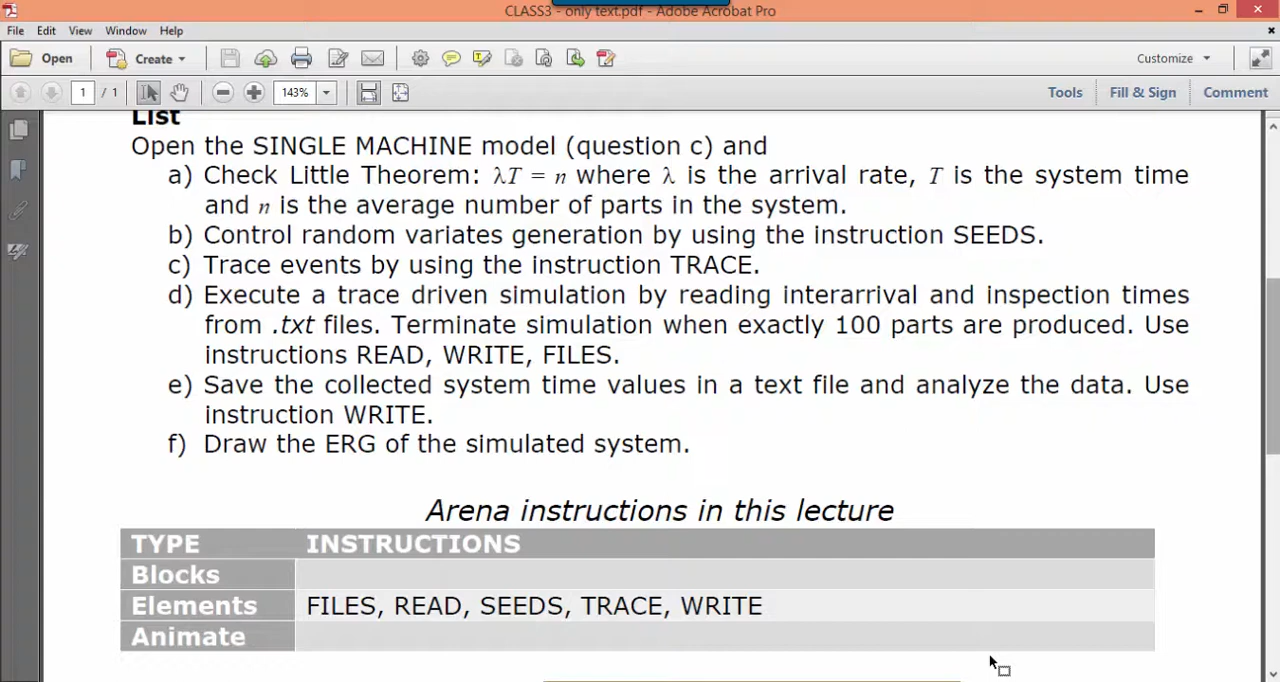 CLASS3 - only text.pdf - Adobe Acrobat Pro
File Edit View Window Help
Open Create Customize
1 / 1 143% Tools Fill & Sign Comment
List
Open the SINGLE MACHINE model (question c) and
a) Check Little Theorem: λT = n where λ is the arrival rate, T is the system time
and n is the average number of parts in the system.
b) Control random variates generation by using the instruction SEEDS.
c) Trace events by using the instruction TRACE.
d) Execute a trace driven simulation by reading interarrival and inspection times
from .txt files. Terminate simulation when exactly 100 parts are produced. Use
instructions READ, WRITE, FILES.
e) Save the collected system time values in a text file and analyze the data. Use
instruction WRITE.
f) Draw the ERG of the simulated system.
Arena instructions in this lecture
TYPE INSTRUCTIONS
Blocks
Elements FILES, READ, SEEDS, TRACE, WRITE
Animate